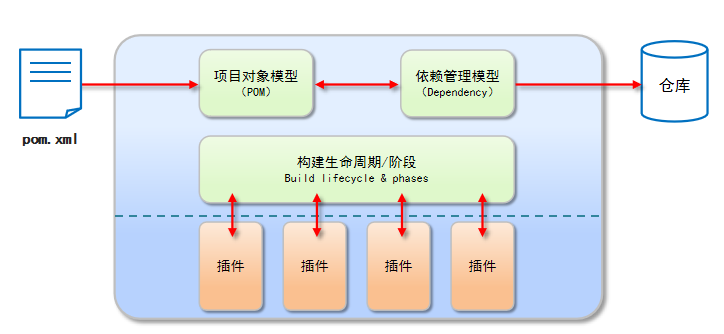 项目对象模型
（POM）
依赖管理模型
（Dependency）
仓库
pom.xml
构建生命周期/阶段
Build lifecycle & phases
插件
插件
插件
插件